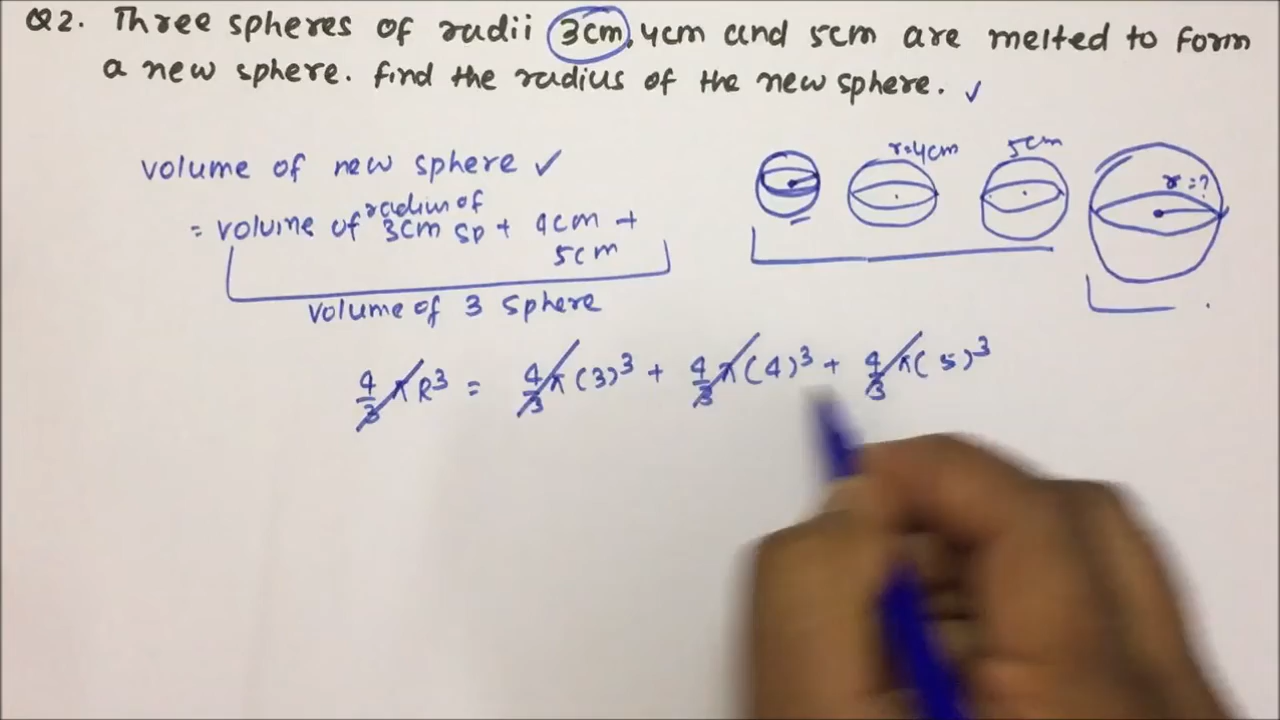 Q2. Three spheres of radii 3cm, 4cm and 5cm are melted to form
a new sphere. find the radius of the new sphere. ✓
volume of new sphere ✓
= volume of radius of 3cm sp + 4cm +
5cm
volume of 3 sphere
r=4cm
5cm
r=?
4/3 π R³ = 4/3 π (3)³ + 4/3 π (4)³ + 4/3 π (5)³